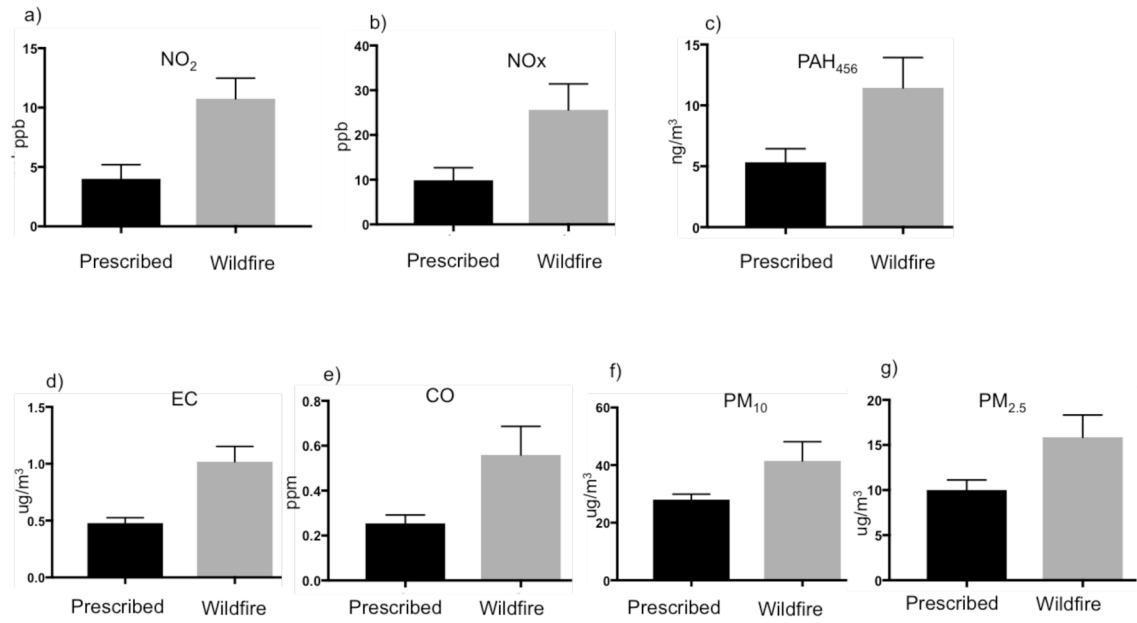 a)
NO₂
15
10
5
0
' ppb
Prescribed
Wildfire
b)
NOx
40
30
20
10
0
ppb
Prescribed
Wildfire
c)
PAH₄₅₆
15
10
5
0
ng/m³
Prescribed
Wildfire
d)
EC
1.5
1.0
0.5
0.0
ug/m³
Prescribed
Wildfire
e)
CO
0.8
0.6
0.4
0.2
0.0
ppm
Prescribed
Wildfire
f)
PM₁₀
60
40
20
0
ug/m³
Prescribed
Wildfire
g)
PM₂.₅
20
15
10
5
0
ug/m³
Prescribed
Wildfire